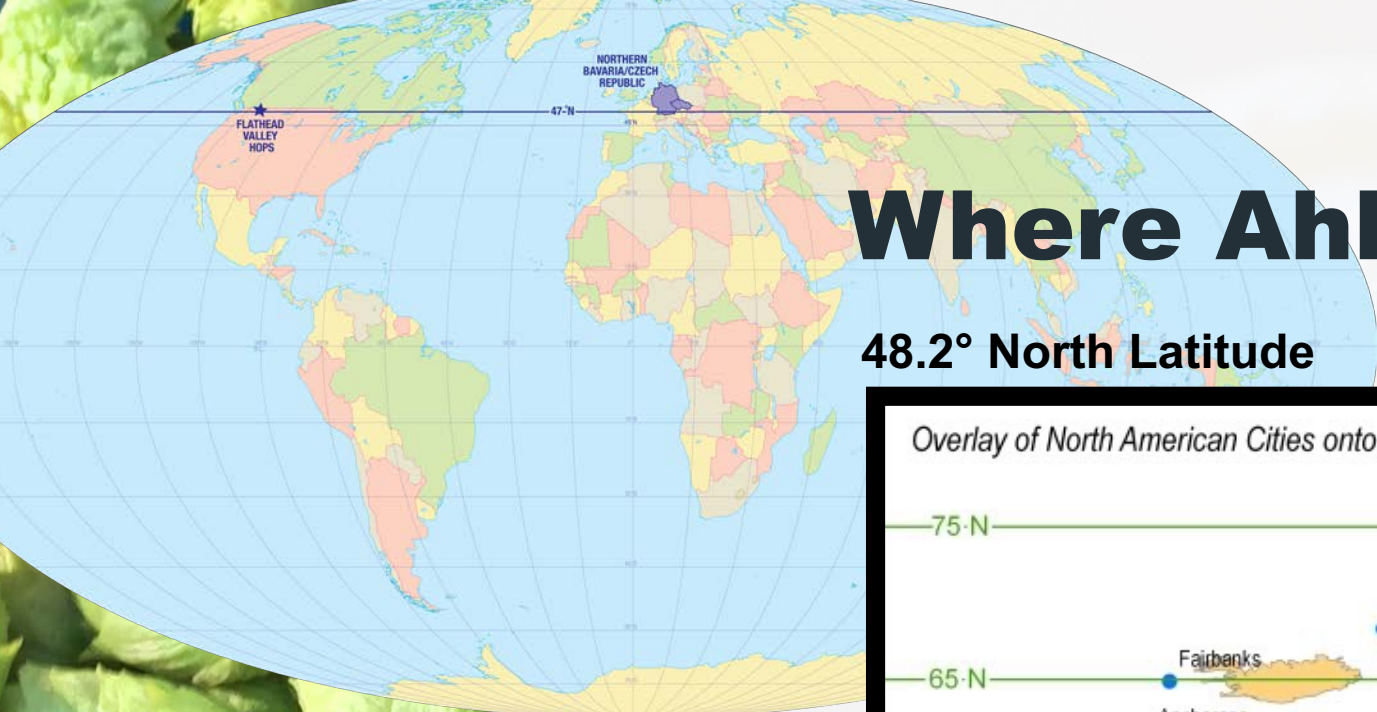 NORTHERN
BAVARIA/CZECH
REPUBLIC
47·°N
FLATHEAD
VALLEY
HOPS
Where Ah
48.2° North Latitude
Overlay of North American Cities onto
75·N
Fairbanks
65·N